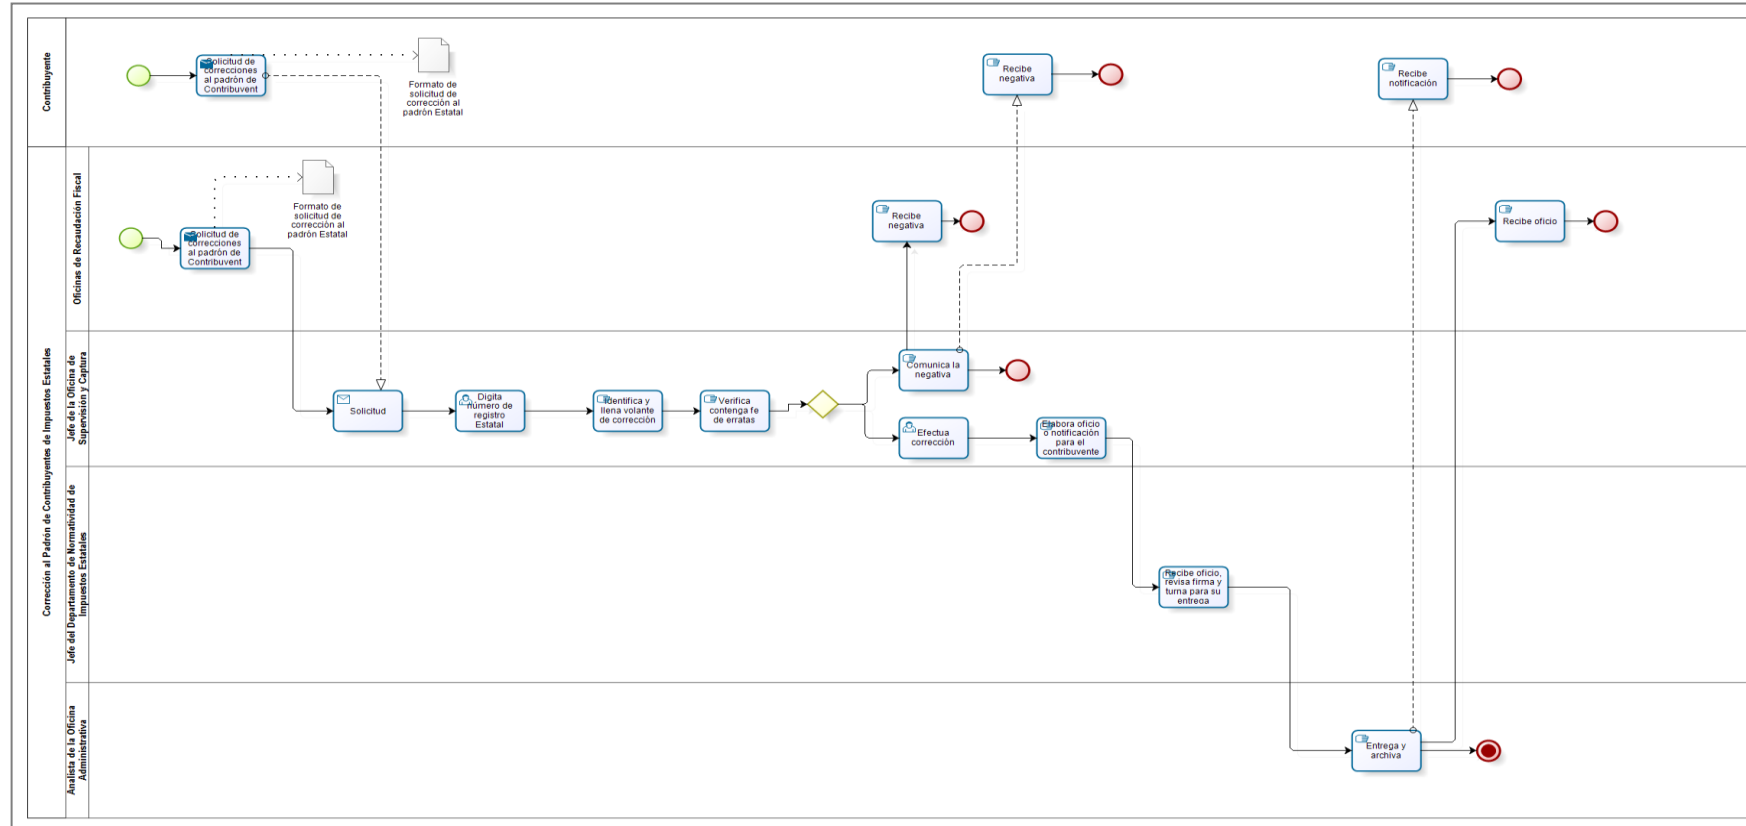 Contribuyente
Solicitud de
correcciones
al padrón de
Contribuyent
Formato de
solicitud de
corrección al
padrón Estatal
Recibe
negativa
Recibe
notificación
Corrección al Padrón de Contribuyentes de Impuestos Estatales
Oficinas de Recaudación Fiscal
Solicitud de
correcciones
al padrón de
Contribuyent
Formato de
solicitud de
corrección al
padrón Estatal
Recibe
negativa
Recibe oficio
Jefe de la Oficina de
Supervisión y Captura
Solicitud
Digita
número de
registro
Estatal
Identifica y
llena volante
de corrección
Verifica
contenga fe
de erratas
Comunica la
negativa
Efectua
corrección
Elabora oficio
o notificación
para el
contribuyente
Jefe del Departamento de Normatividad de
Impuestos Estatales
Recibe oficio,
revisa firma y
turna para su
entrega
Analista de la Oficina
Administrativa
Entrega y
archiva